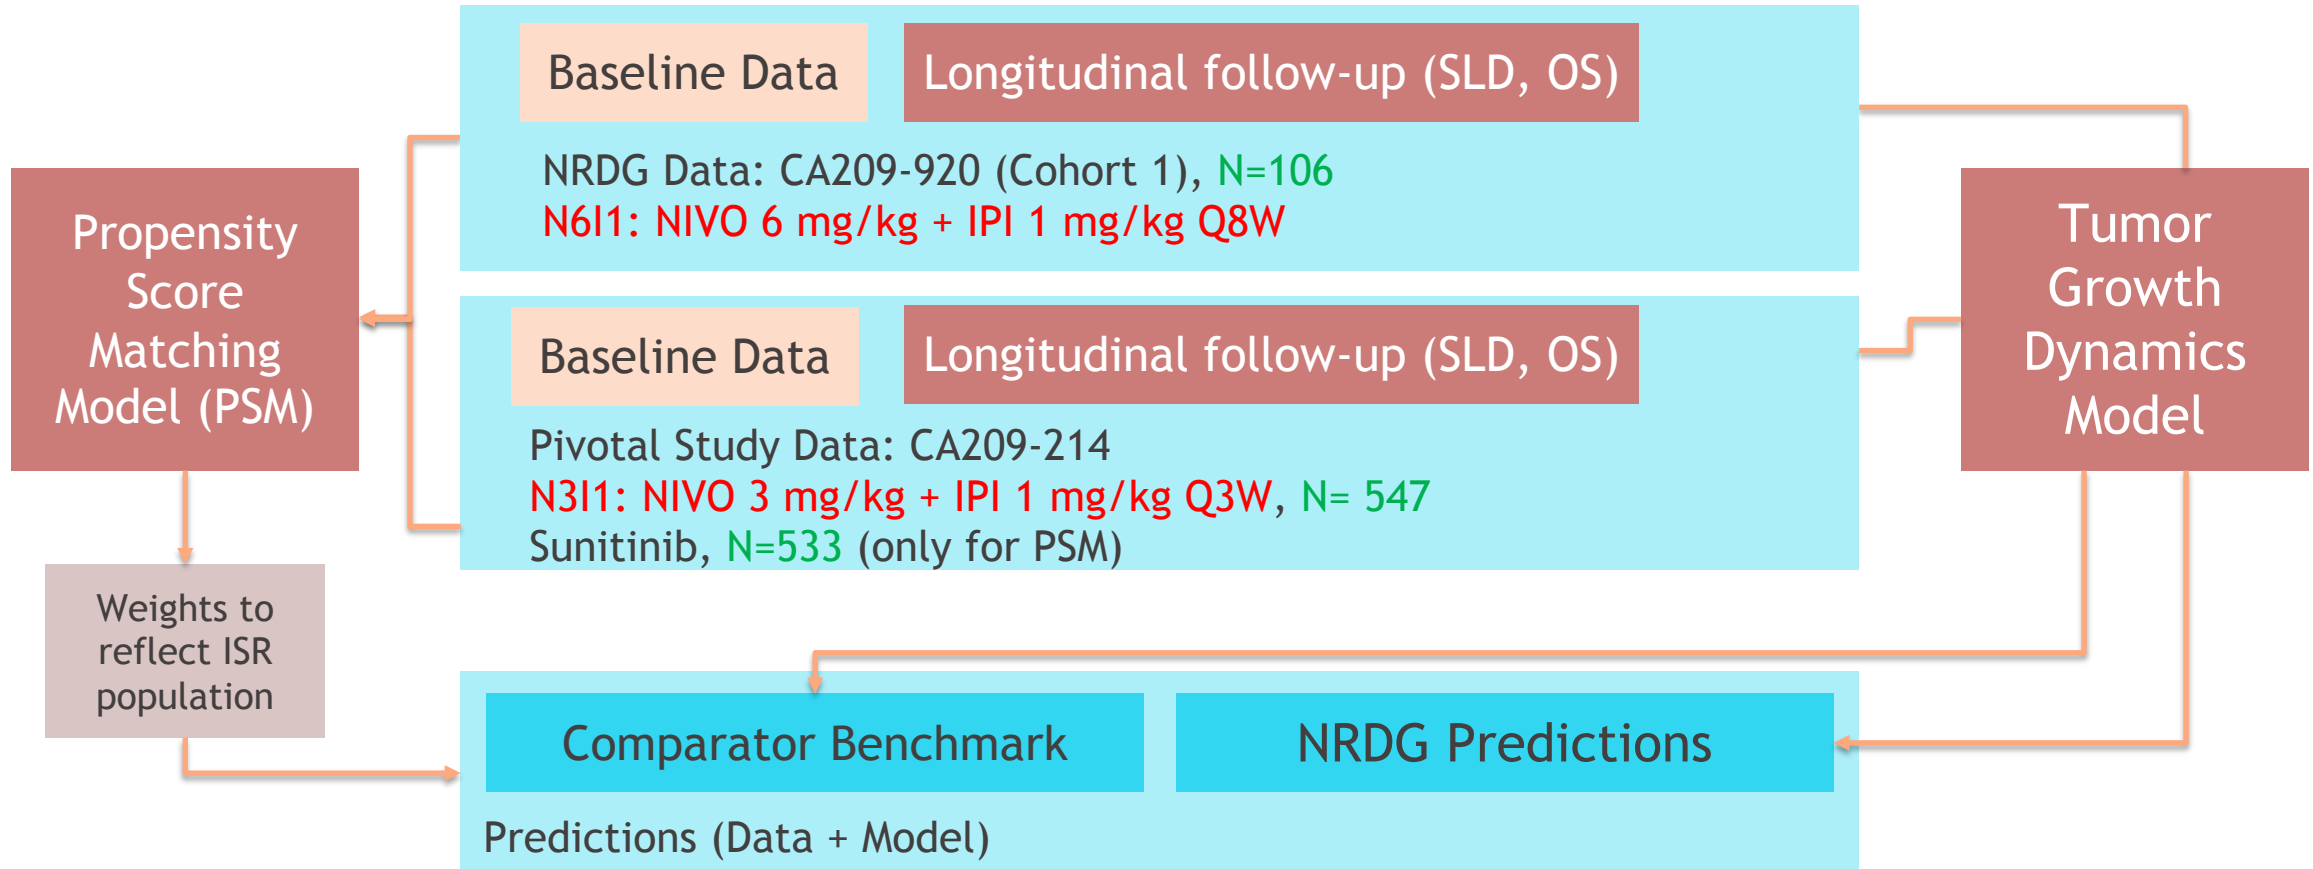 Baseline Data
Longitudinal follow-up (SLD, OS)
NRDG Data: CA209-920 (Cohort 1), N=106
N6I1: NIVO 6 mg/kg + IPI 1 mg/kg Q8W
Propensity
Score
Matching
Model (PSM)
Baseline Data
Longitudinal follow-up (SLD, OS)
Pivotal Study Data: CA209-214
N3I1: NIVO 3 mg/kg + IPI 1 mg/kg Q3W, N= 547
Sunitinib, N=533 (only for PSM)
Tumor
Growth
Dynamics
Model
Weights to
reflect ISR
population
Comparator Benchmark
NRDG Predictions
Predictions (Data + Model)